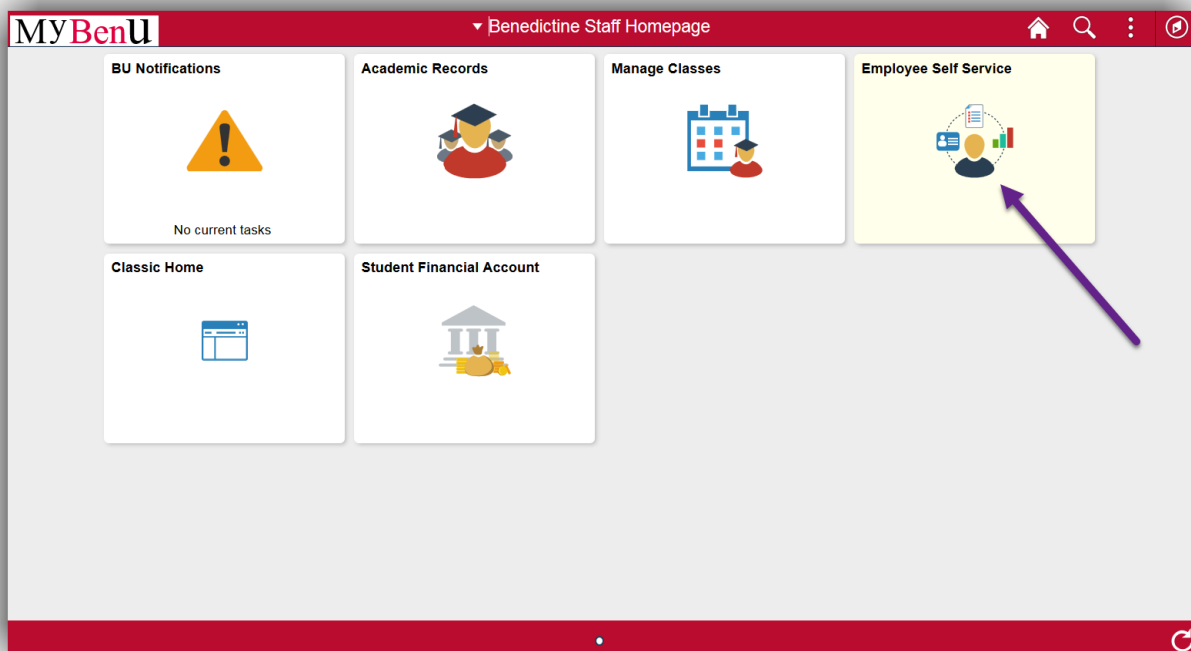 MyBenU
Benedictine Staff Homepage
BU Notifications
Academic Records
Manage Classes
Employee Self Service
No current tasks
Classic Home
Student Financial Account